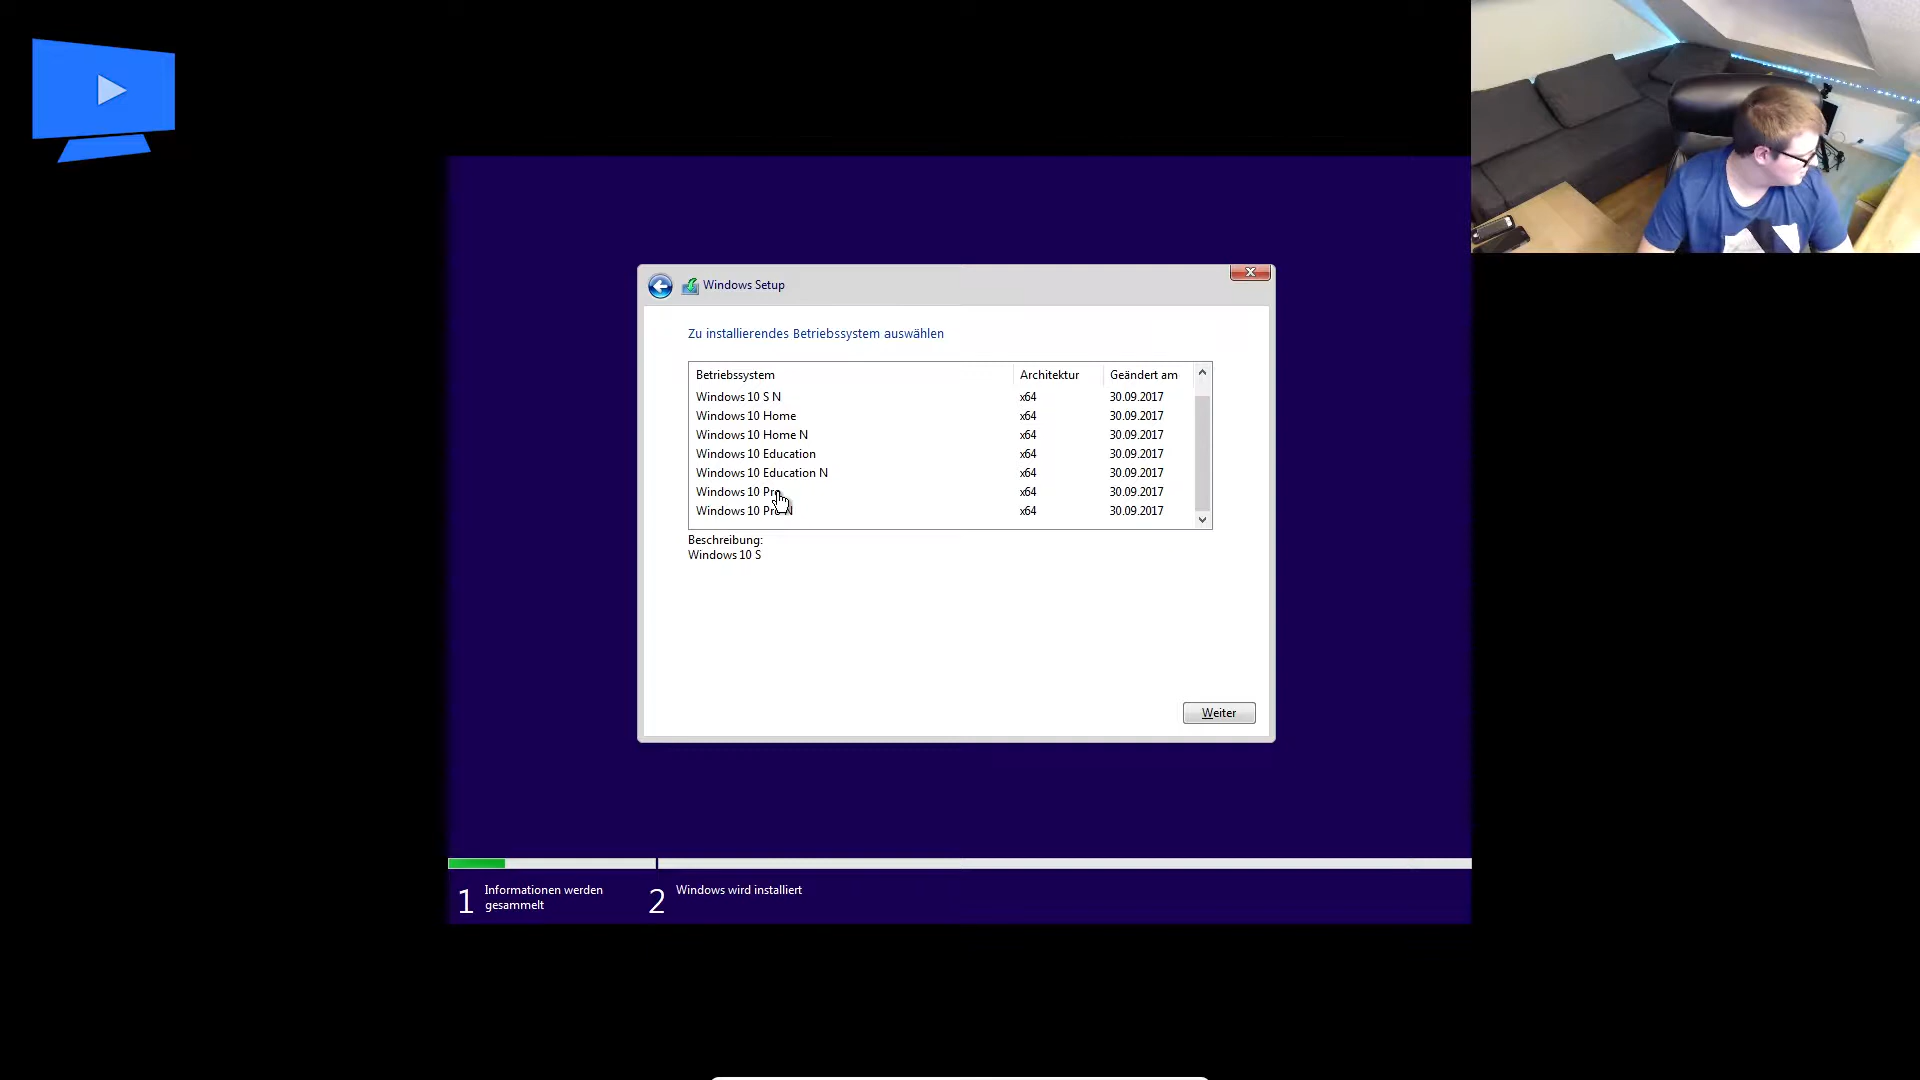 Windows Setup
Zu installierendes Betriebssystem auswählen
Betriebssystem Architektur Geändert am
Windows 10 S N x64 30.09.2017
Windows 10 Home x64 30.09.2017
Windows 10 Home N x64 30.09.2017
Windows 10 Education x64 30.09.2017
Windows 10 Education N x64 30.09.2017
Windows 10 Pro x64 30.09.2017
Windows 10 Pro N x64 30.09.2017
Beschreibung:
Windows 10 S
Weiter
1 Informationen werden
gesammelt
2 Windows wird installiert